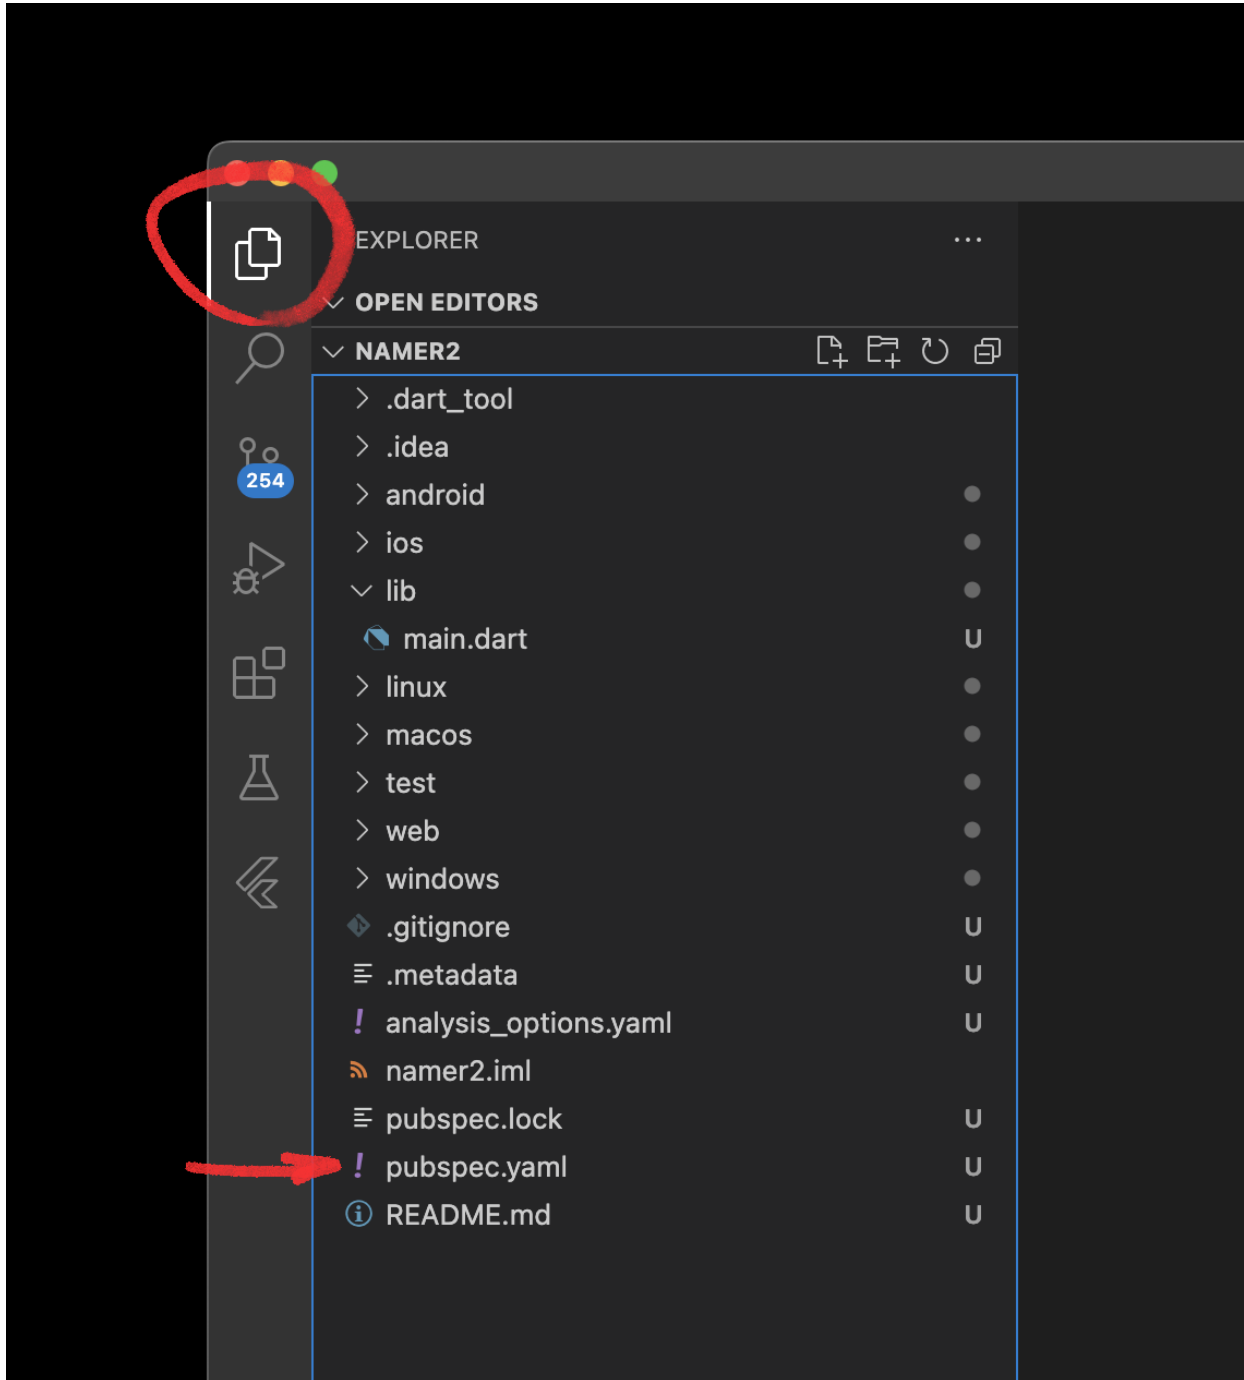 EXPLORER
OPEN EDITORS
NAMER2
.dart_tool
.idea
254
android
ios
lib
main.dart U
linux
macos
test
web
windows
.gitignore U
.metadata U
analysis_options.yaml U
namer2.iml
pubspec.lock U
pubspec.yaml U
README.md U